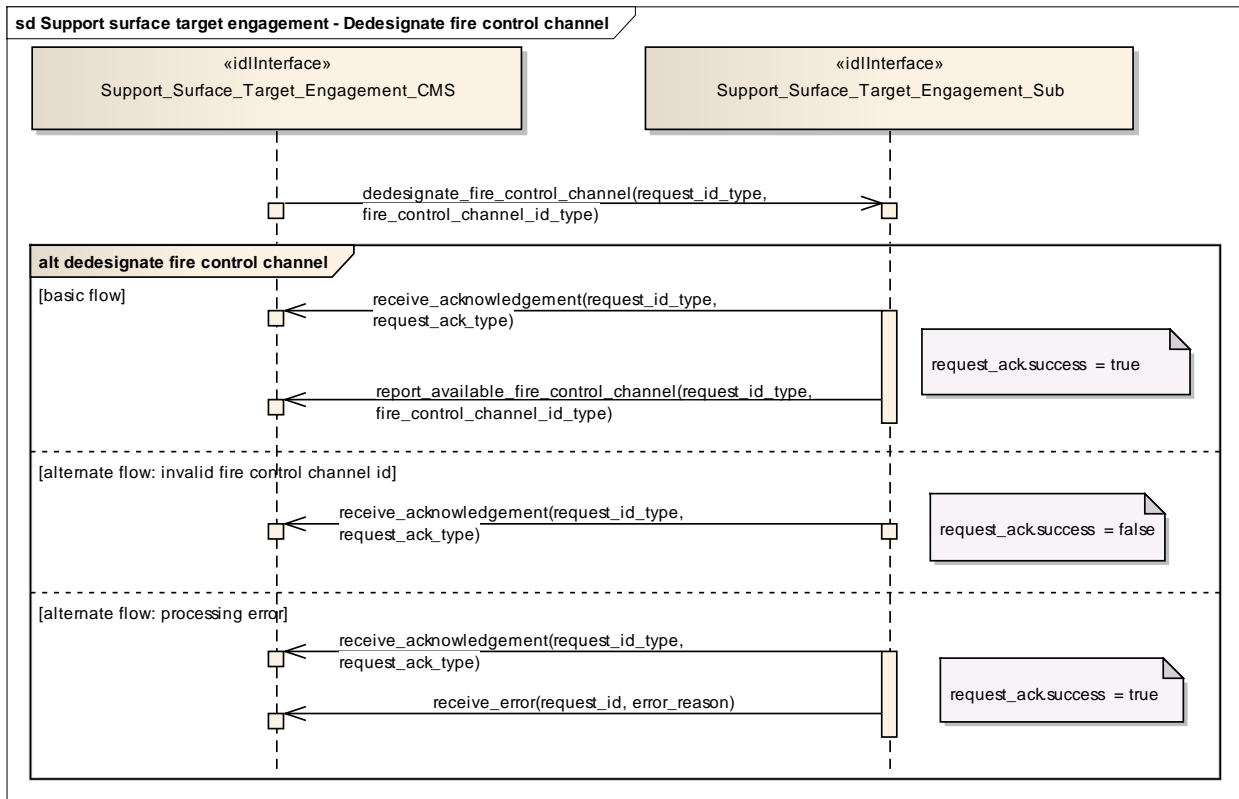 sd Support surface target engagement - Dedesignate fire control channel
«idlInterface»
Support_Surface_Target_Engagement_CMS
«idlInterface»
Support_Surface_Target_Engagement_Sub
dedesignate_fire_control_channel(request_id_type,
fire_control_channel_id_type)
alt dedesignate fire control channel
[basic flow]
receive_acknowledgement(request_id_type,
request_ack_type)
request_ack.success = true
report_available_fire_control_channel(request_id_type,
fire_control_channel_id_type)
[alternate flow: invalid fire control channel id]
receive_acknowledgement(request_id_type,
request_ack_type)
request_ack.success = false
[alternate flow: processing error]
receive_acknowledgement(request_id_type,
request_ack_type)
request_ack.success = true
receive_error(request_id, error_reason)